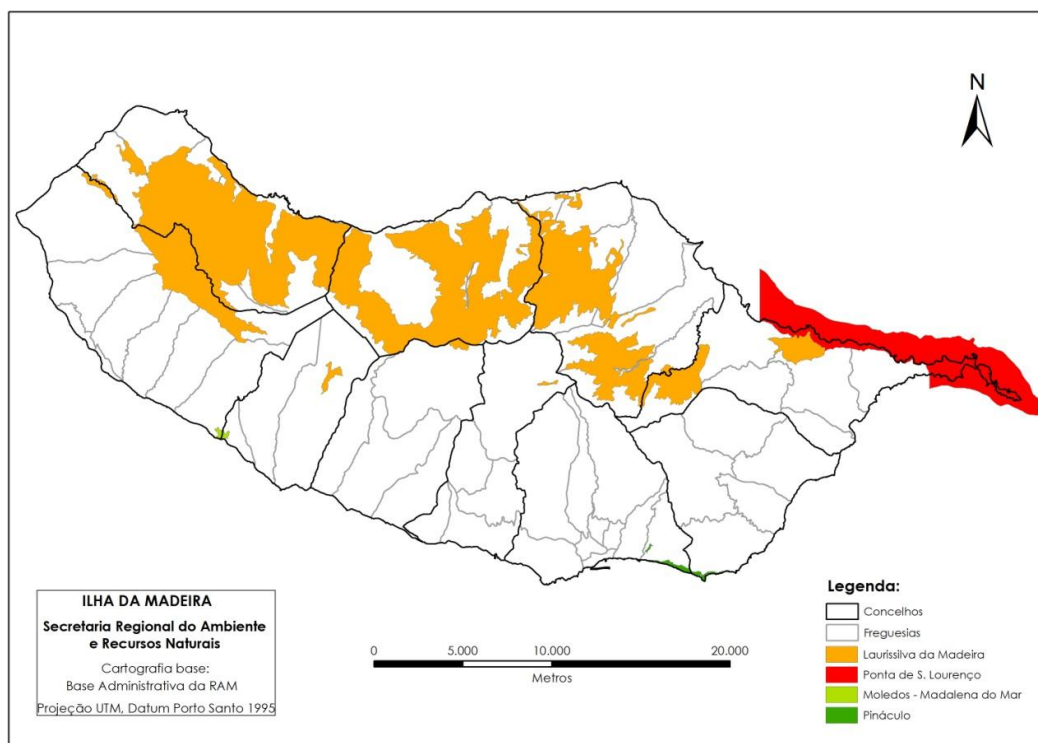 N
ILHA DA MADEIRA
Secretaria Regional do Ambiente
e Recursos Naturais
Cartografia base:
Base Administrativa da RAM
Projeção UTM, Datum Porto Santo 1995
0 5.000 10.000 20.000
Metros
Legenda:
Concelhos
Freguesias
Laurissilva da Madeira
Ponta de S. Lourenço
Moledos - Madalena do Mar
Pináculo